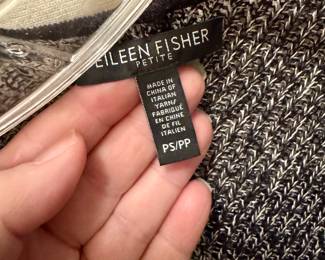 EILEEN FISHER
PETITE
MADE IN
CHINA OF
ITALIAN
YARN/
FABRIQUÉ
EN CHINE
DE FIL
ITALIEN
PS/PP